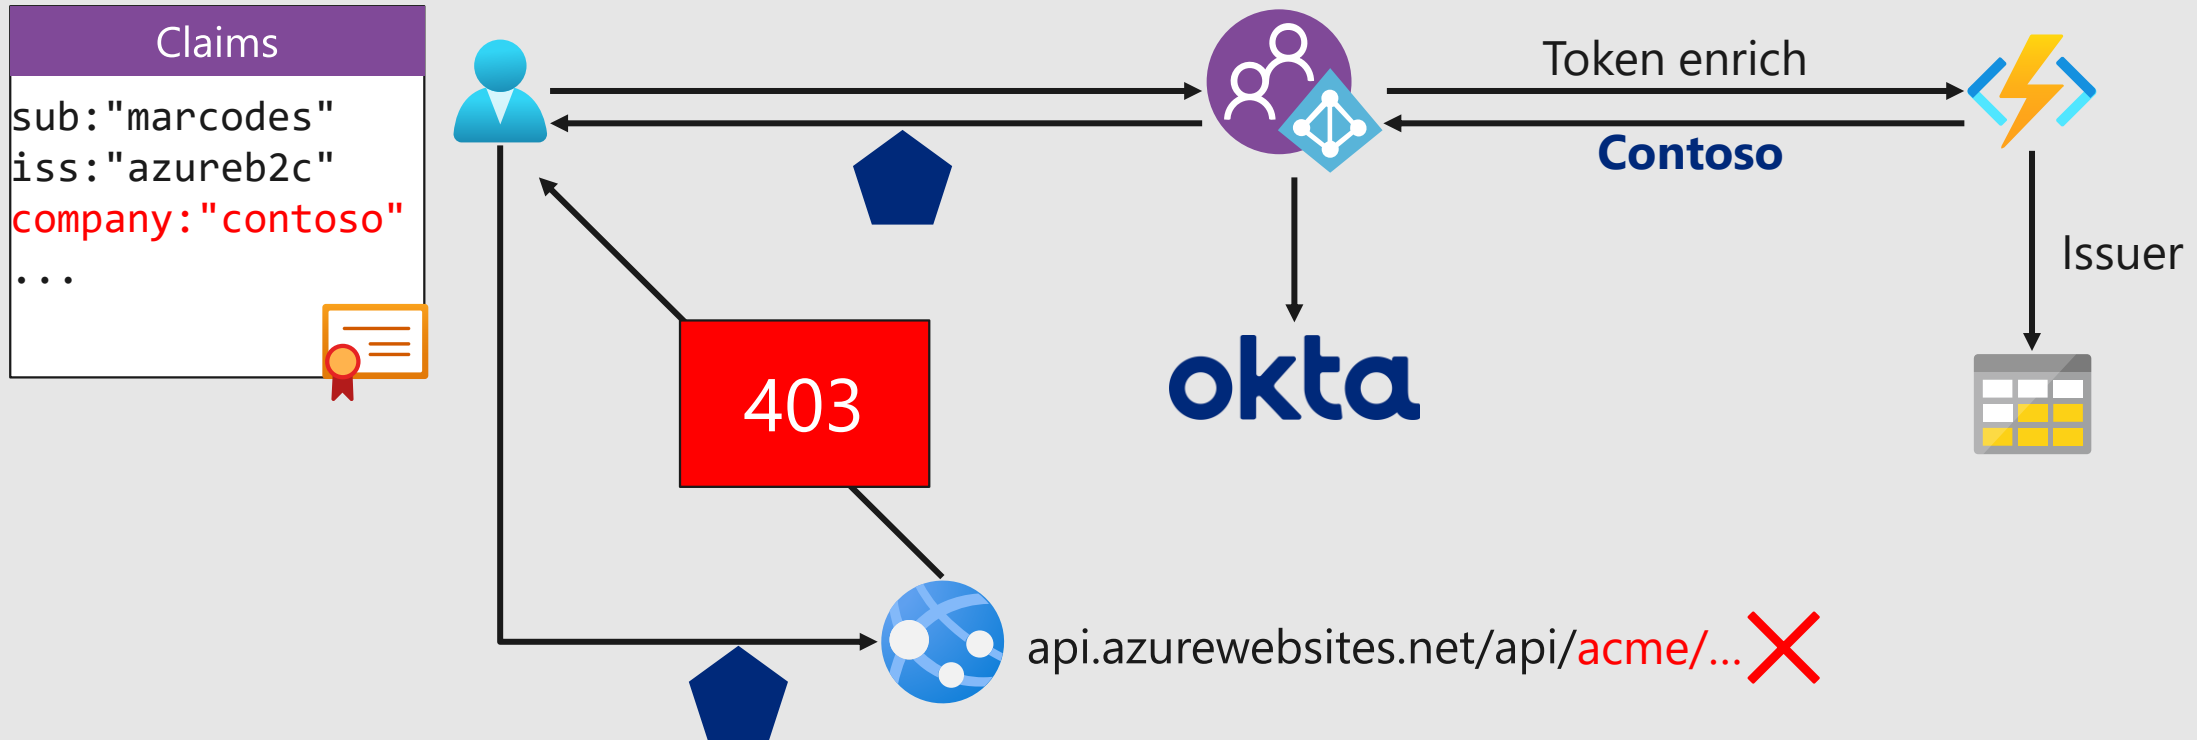 Claims
sub:"marcodes"
iss:"azureb2c"
company:"contoso"
...
Token enrich
Contoso
Issuer
okta
403
api.azurewebsites.net/api/acme/...